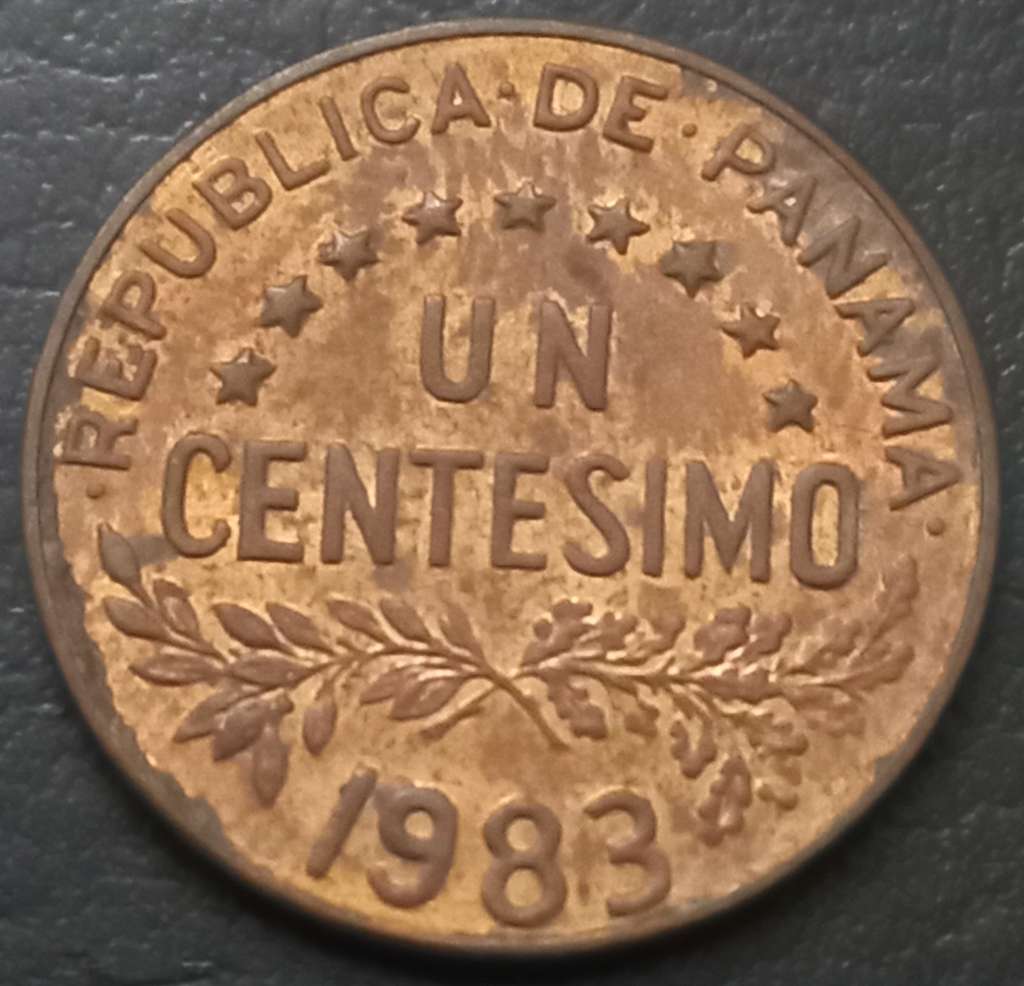 ·REPUBLICA·DE·PANAMA·
UN
CENTESIMO
1983